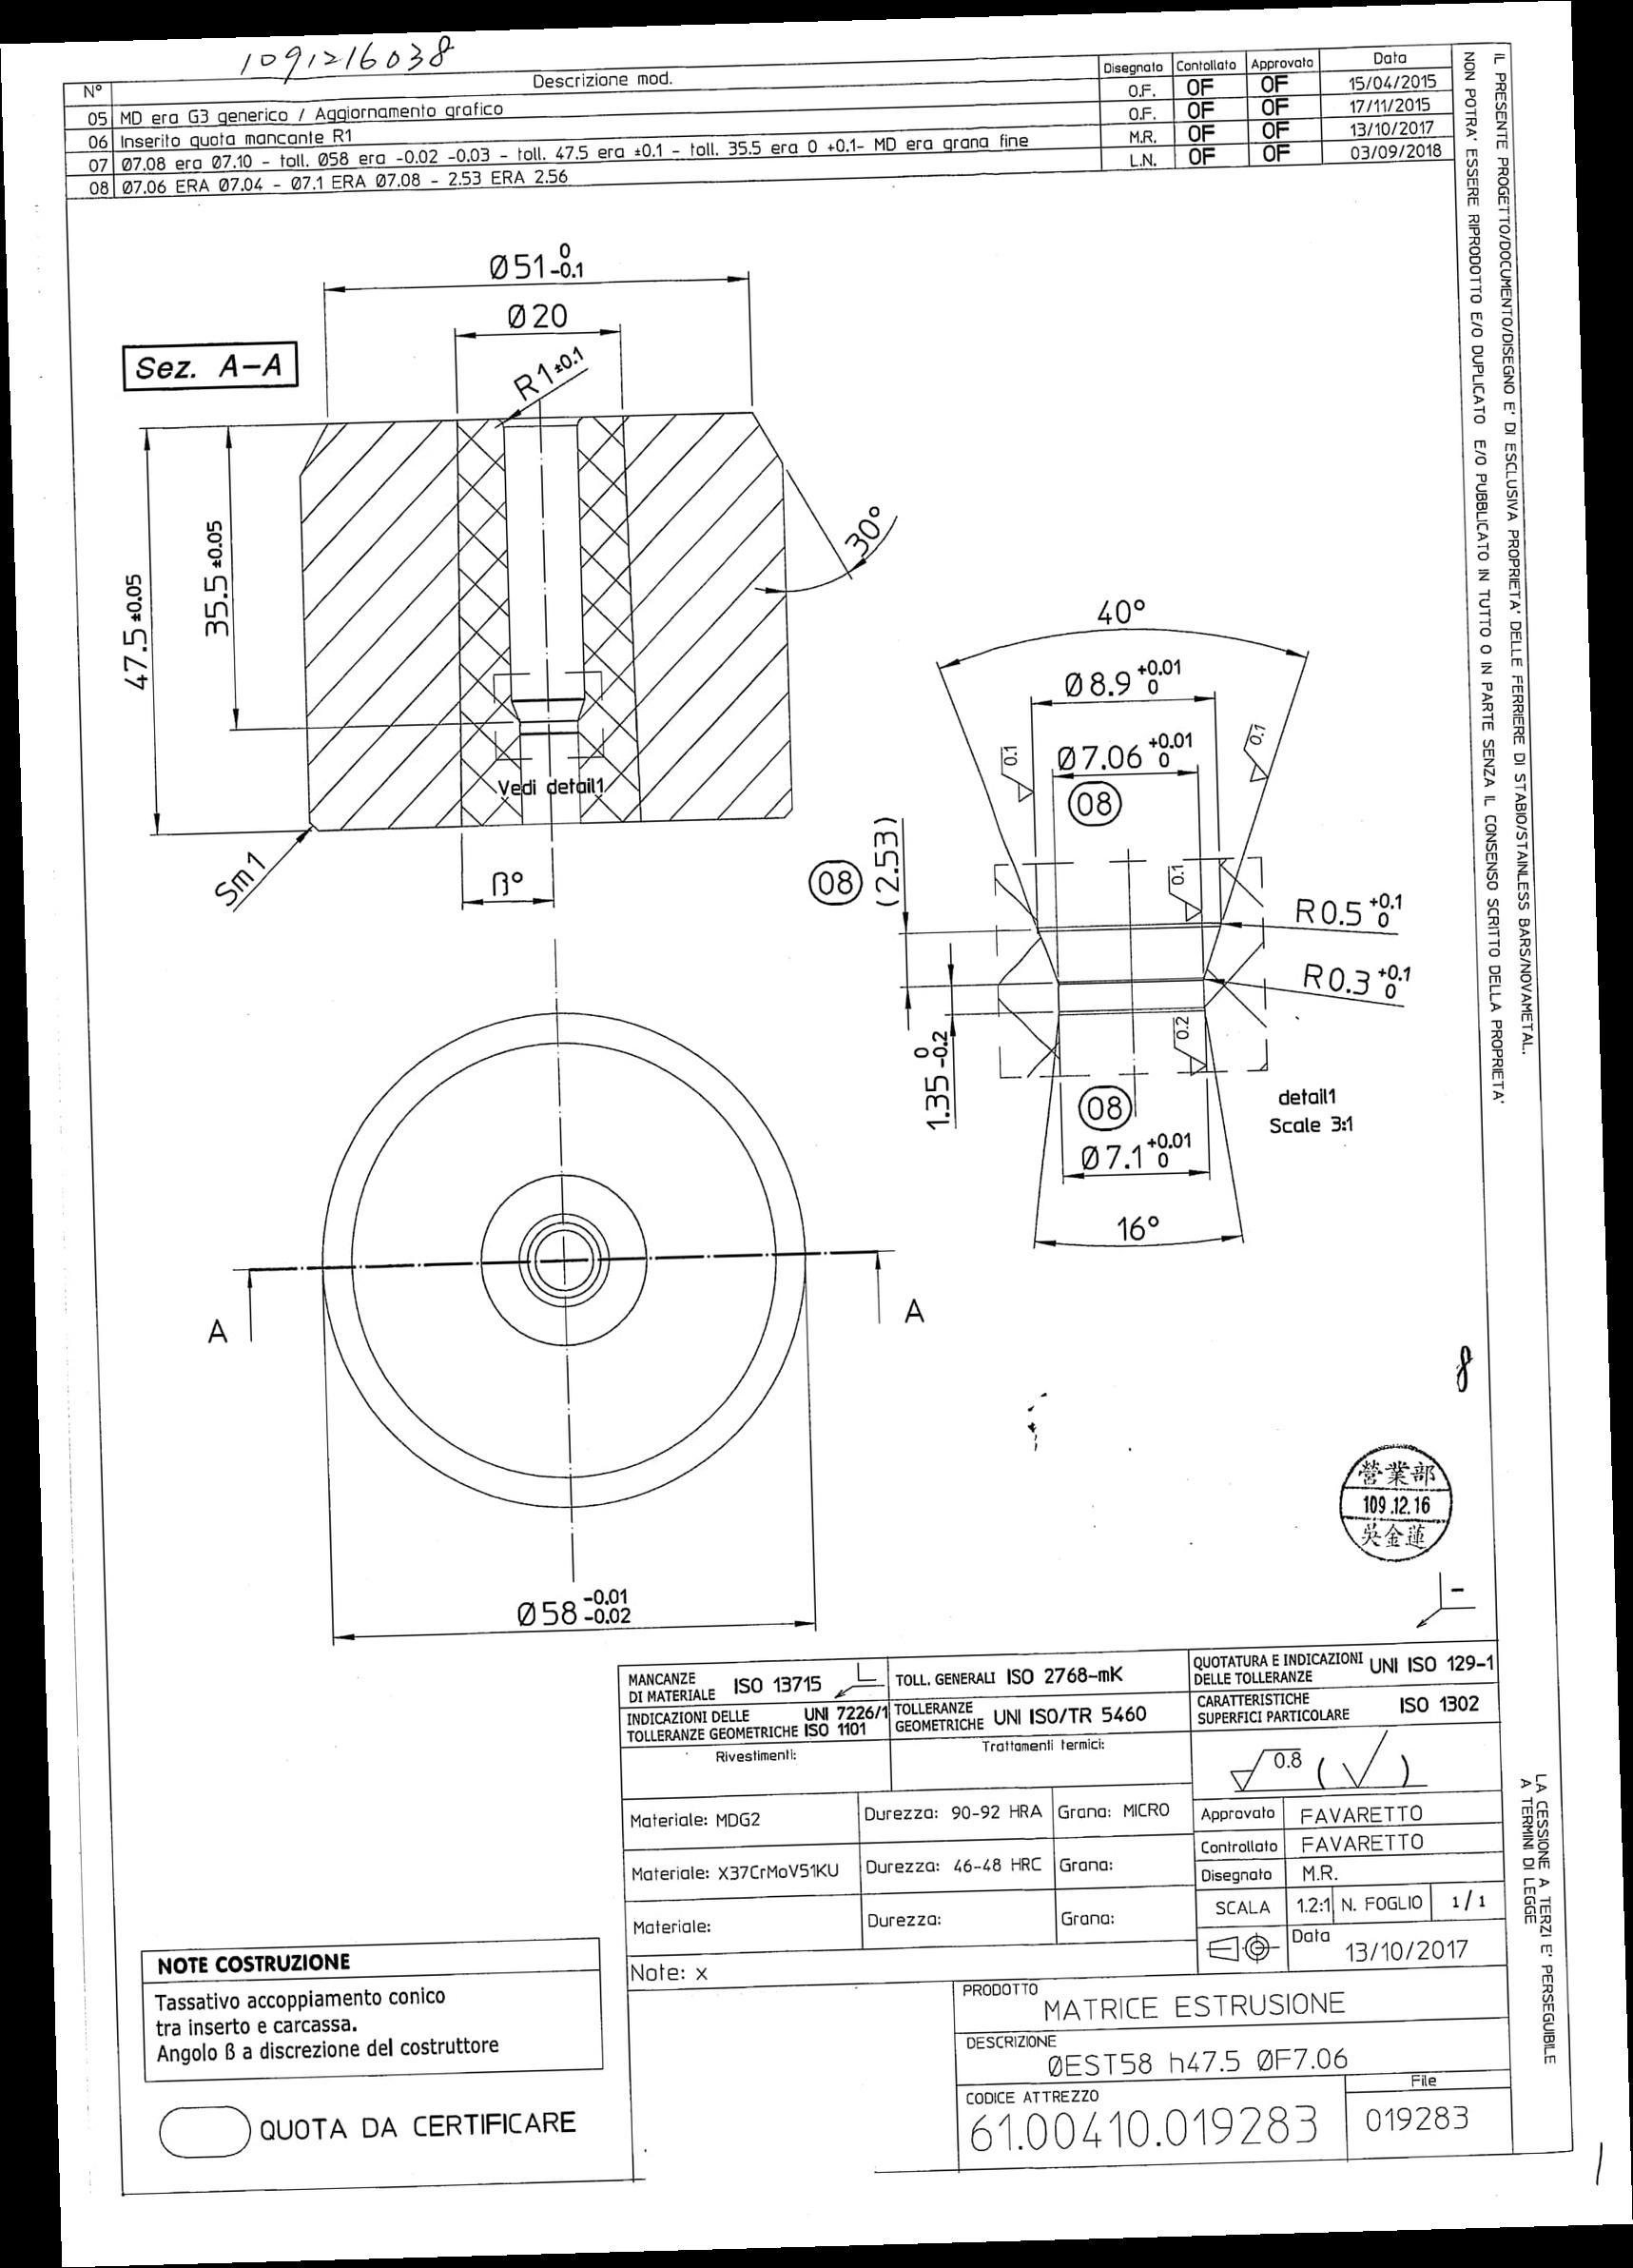 1091216038
N° Descrizione mod. Disegnato Contollato Approvato Data
05 MD era G3 generico / Aggiornamento grafico O.F. OF OF 15/04/2015
06 Inserito quota mancante R1 O.F. OF OF 17/11/2015
07 Ø7.08 era Ø7.10 - toll. Ø58 era -0.02 -0.03 - toll. 47.5 era ±0.1 - toll. 35.5 era 0 +0.1- MD era grana fine M.R. OF OF 13/10/2017
08 Ø7.06 ERA Ø7.04 - Ø7.1 ERA Ø7.08 - 2.53 ERA 2.56 L.N. OF OF 03/09/2018
IL PRESENTE PROGETTO/DOCUMENTO/DISEGNO E' DI ESCLUSIVA PROPRIETA' DELLE FERRIERE DI STABIO/STAINLESS BARS/NOVAMETAL.
NON POTRA' ESSERE RIPRODOTTO E/O DUPLICATO E/O PUBBLICATO IN TUTTO O IN PARTE SENZA IL CONSENSO SCRITTO DELLA PROPRIETA'
Ø51 0 -0.1
Ø20
Sez. A-A
R1±0.1
30°
47.5±0.05
35.5±0.05
Vedi detail1
Sm1
β°
40°
Ø8.9 +0.01 0
0.1
0.1
Ø7.06 +0.01 0
08
08
(2.53)
0.1
R0.5 +0.1 0
R0.3 +0.1 0
1.35 0 -0.2
0.2
08
detail1
Scale 3:1
Ø7.1 +0.01 0
16°
A
A
8
營業部
109.12.16
吳金蓮
Ø58 -0.01 -0.02
MANCANZE
DI MATERIALE ISO 13715
TOLL. GENERALI ISO 2768-mK
QUOTATURA E INDICAZIONI
DELLE TOLLERANZE UNI ISO 129-1
INDICAZIONI DELLE UNI 7226/1
TOLLERANZE GEOMETRICHE ISO 1101
TOLLERANZE
GEOMETRICHE UNI ISO/TR 5460
CARATTERISTICHE
SUPERFICI PARTICOLARE ISO 1302
Rivestimenti:
Trattamenti termici:
0.8 ( )
Materiale: MDG2 Durezza: 90-92 HRA Grana: MICRO
Approvato FAVARETTO
Controllato FAVARETTO
Materiale: X37CrMoV51KU Durezza: 46-48 HRC Grana:
Disegnato M.R.
SCALA 1.2:1 N. FOGLIO 1/1
Materiale: Durezza: Grana:
Data 13/10/2017
Note: x
PRODOTTO
MATRICE ESTRUSIONE
DESCRIZIONE
ØEST58 h47.5 ØF7.06
CODICE ATTREZZO
61.00410.019283
File
019283
LA CESSIONE A TERZI E' PERSEGUIBILE
A TERMINI DI LEGGE
NOTE COSTRUZIONE
Tassativo accoppiamento conico
tra inserto e carcassa.
Angolo ß a discrezione del costruttore
QUOTA DA CERTIFICARE